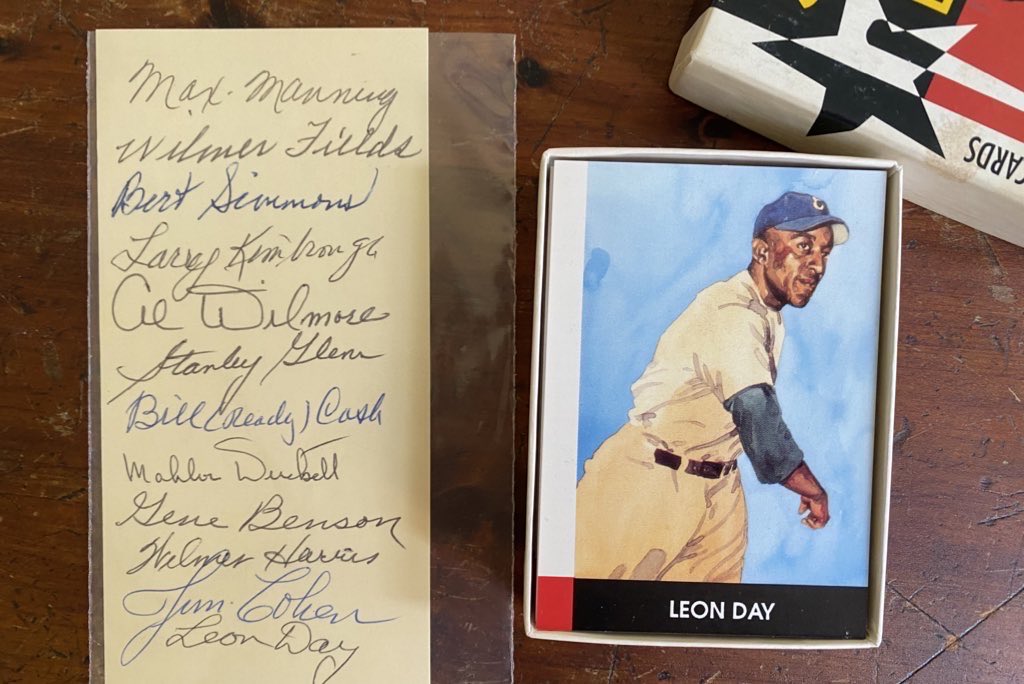 Max. Manning
Wilmer Fields
Bert Simmons
Larry Kimbrough
Al Wilmore
Stanley Glenn
Bill (Ready) Cash
Mahlon Duckett
Gene Benson
Wilmer Harris
Jim Cohen
Leon Day
CARDS
C
LEON DAY